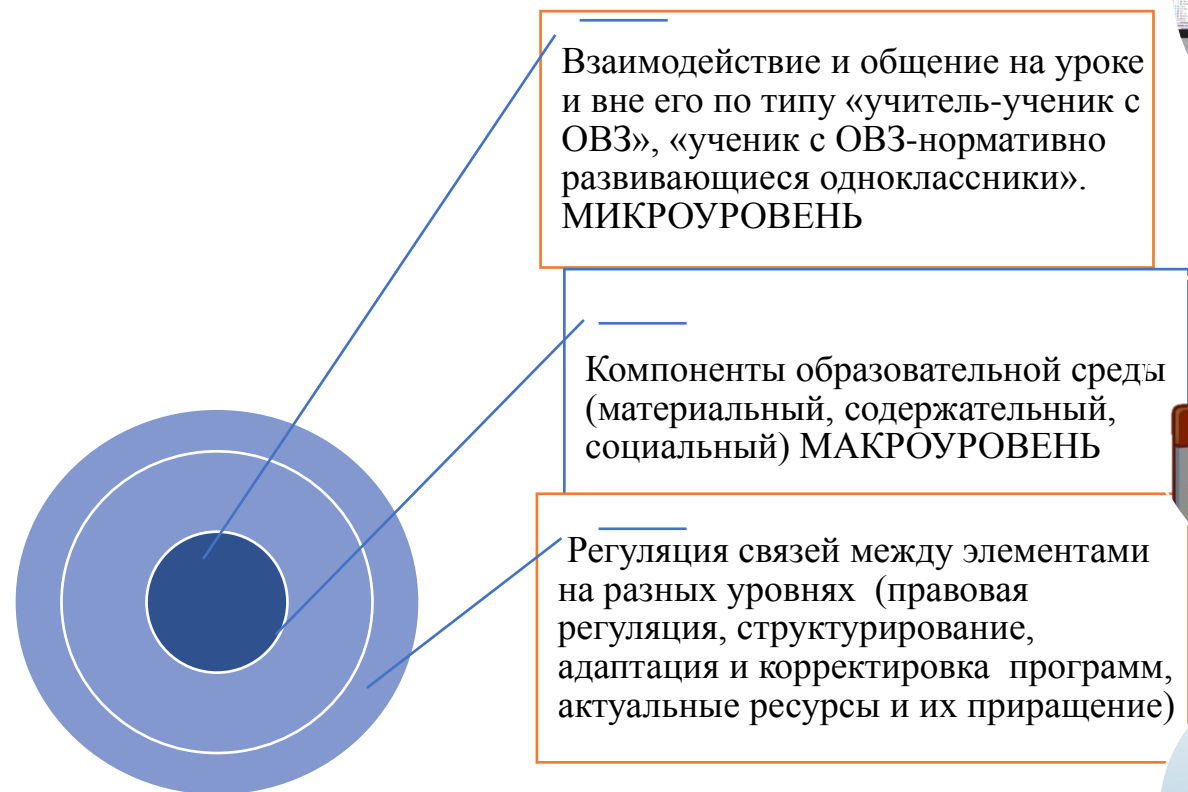 Взаимодействие и общение на уроке
и вне его по типу «учитель-ученик с
ОВЗ», «ученик с ОВЗ-нормативно
развивающиеся одноклассники».
МИКРОУРОВЕНЬ
Компоненты образовательной среды
(материальный, содержательный,
социальный) МАКРОУРОВЕНЬ
Регуляция связей между элементами
на разных уровнях (правовая
регуляция, структурирование,
адаптация и корректировка программ,
актуальные ресурсы и их приращение)